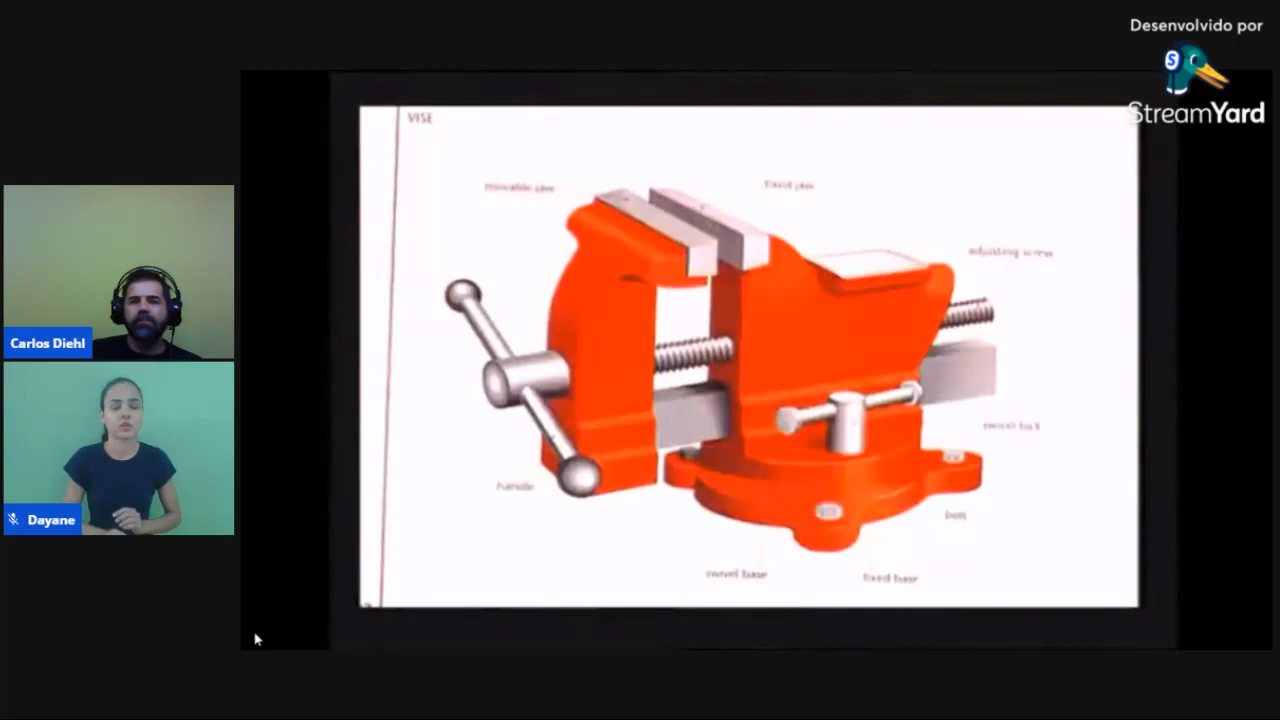 Desenvolvido por
StreamYard
VISE
movable jaw
fixed jaw
adjusting screw
Carlos Diehl
swivel lock
handle
bolt
Dayane
swivel base
fixed base